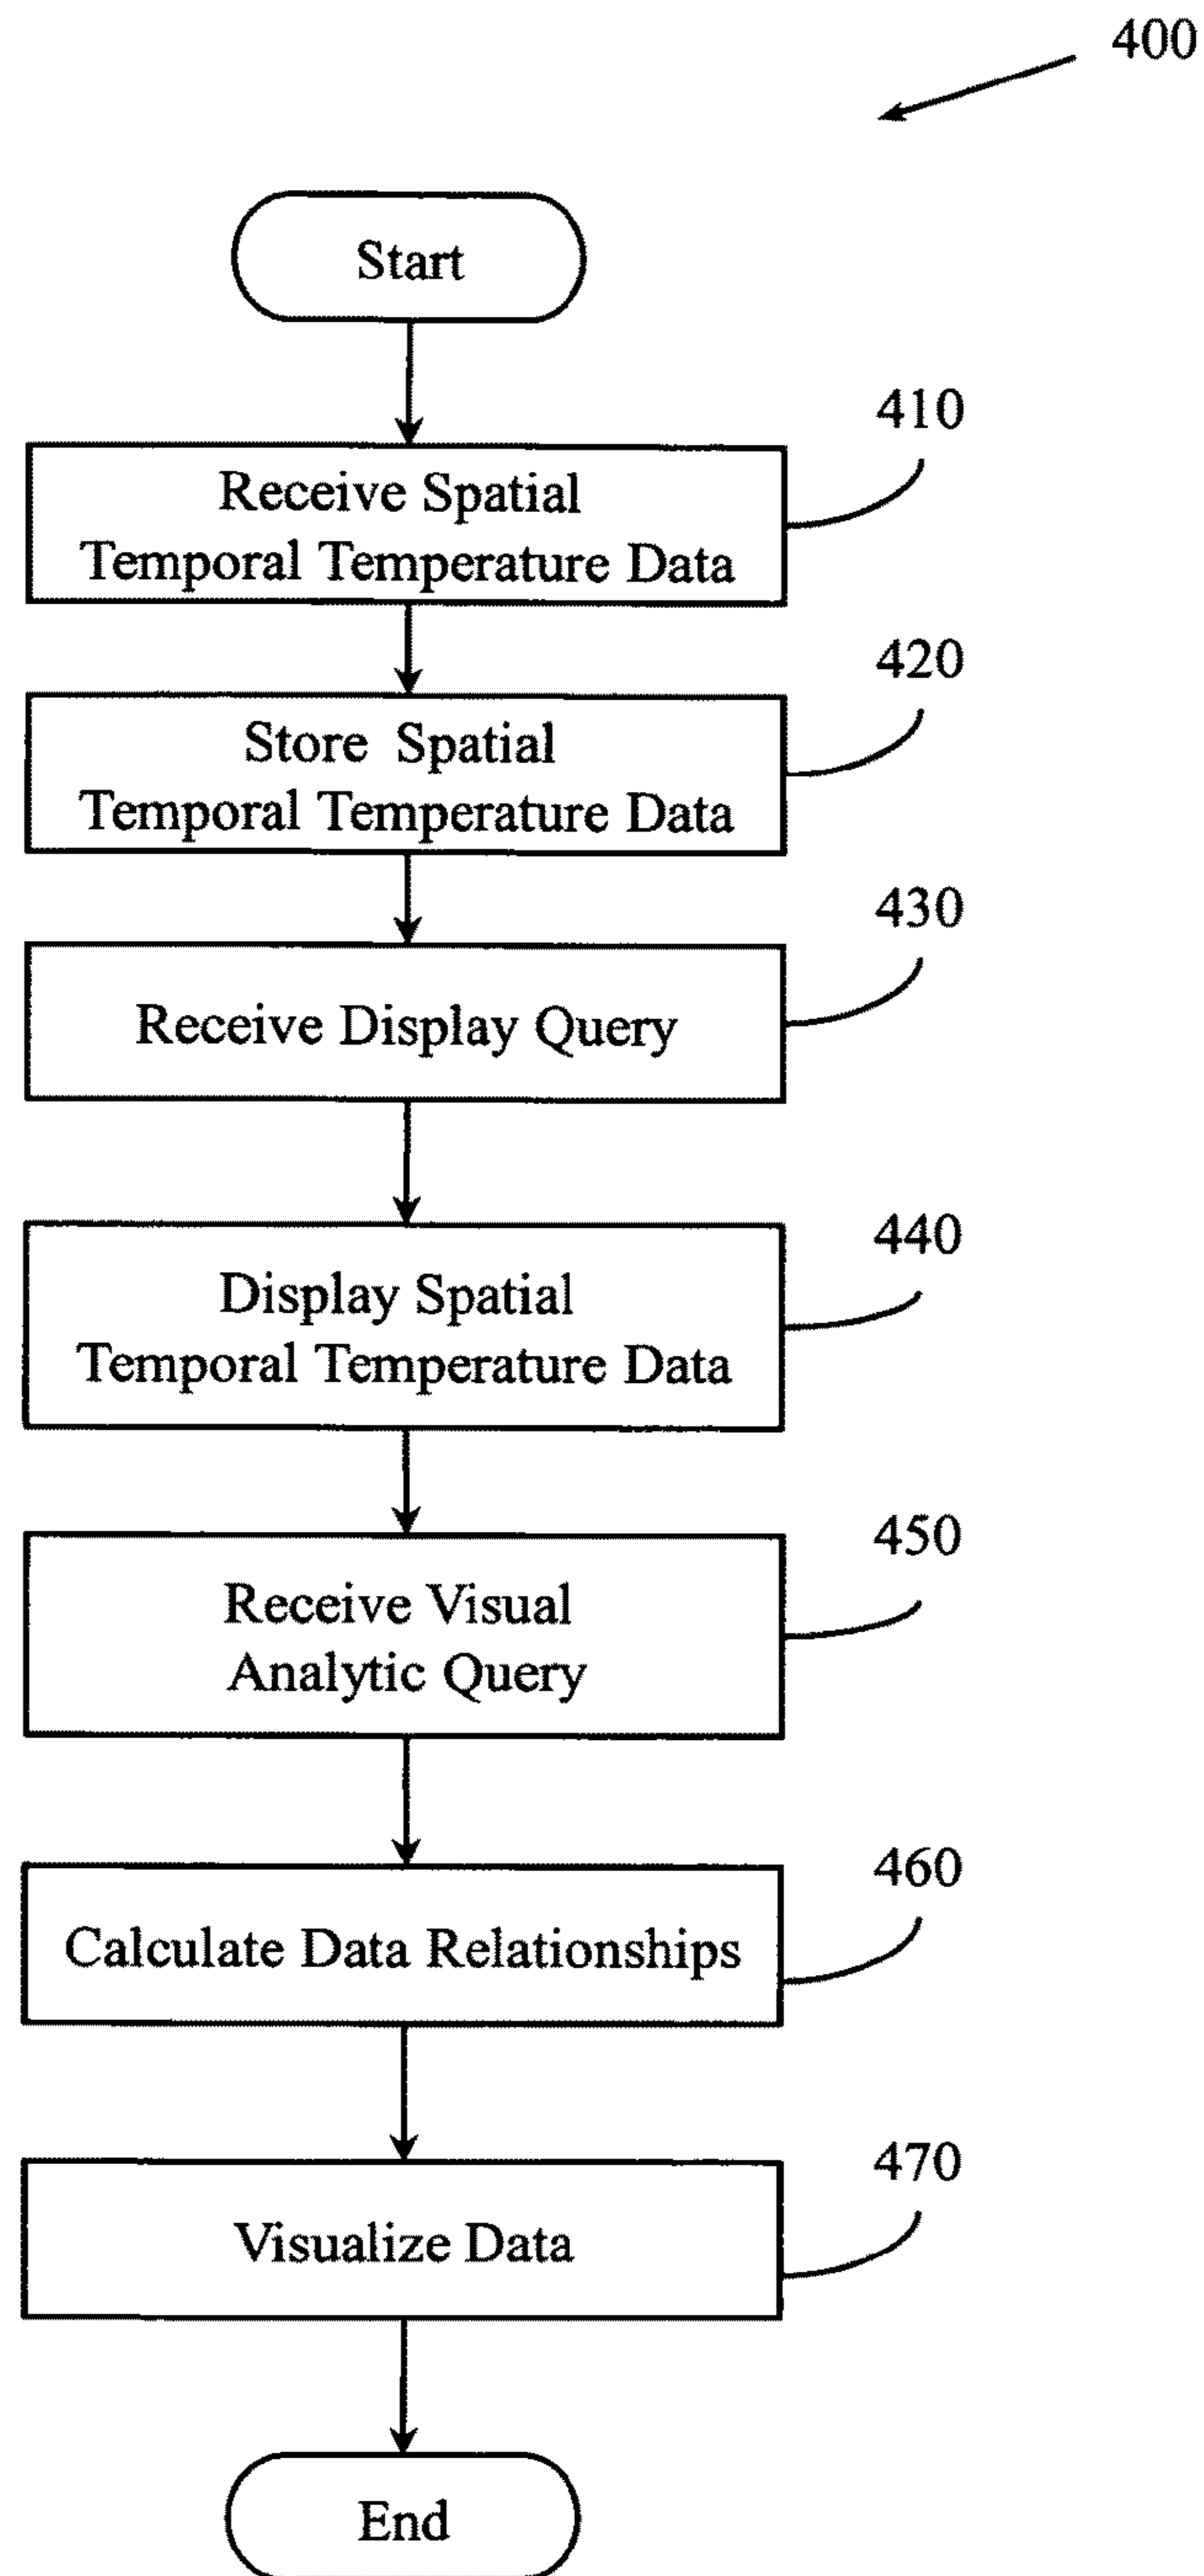 400
Start
410
Receive Spatial
Temporal Temperature Data
420
Store Spatial
Temporal Temperature Data
430
Receive Display Query
440
Display Spatial
Temporal Temperature Data
450
Receive Visual
Analytic Query
460
Calculate Data Relationships
470
Visualize Data
End